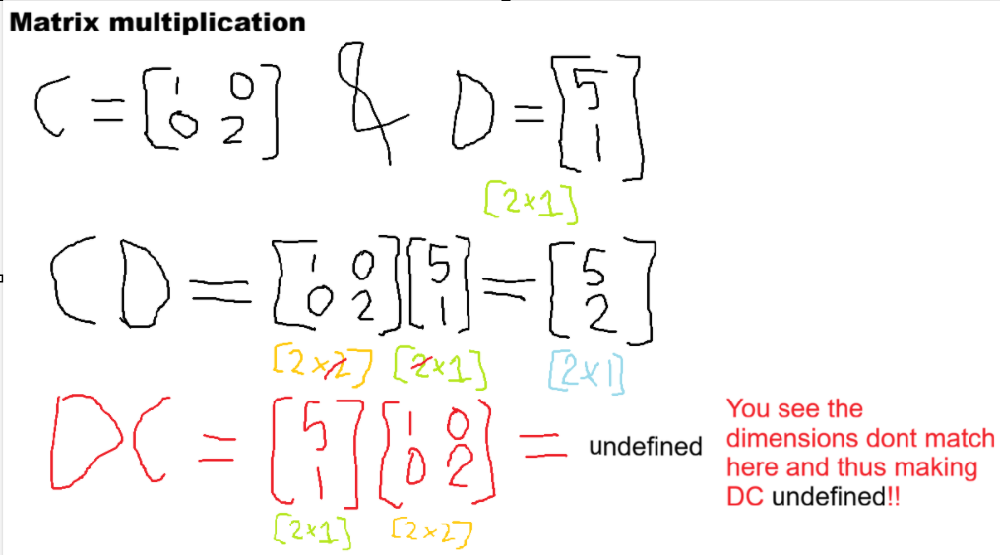 Matrix multiplication
C = [1 0 0 2] & D = [5 1]
[2×1]
CD = [1 0 0 2] [5 1] = [5 2]
[2×2] [2×1] [2×1]
DC = [5 1] [1 0 0 2] = undefined
[2×1] [2×2]
You see the
dimensions dont match
here and thus making
DC undefined!!